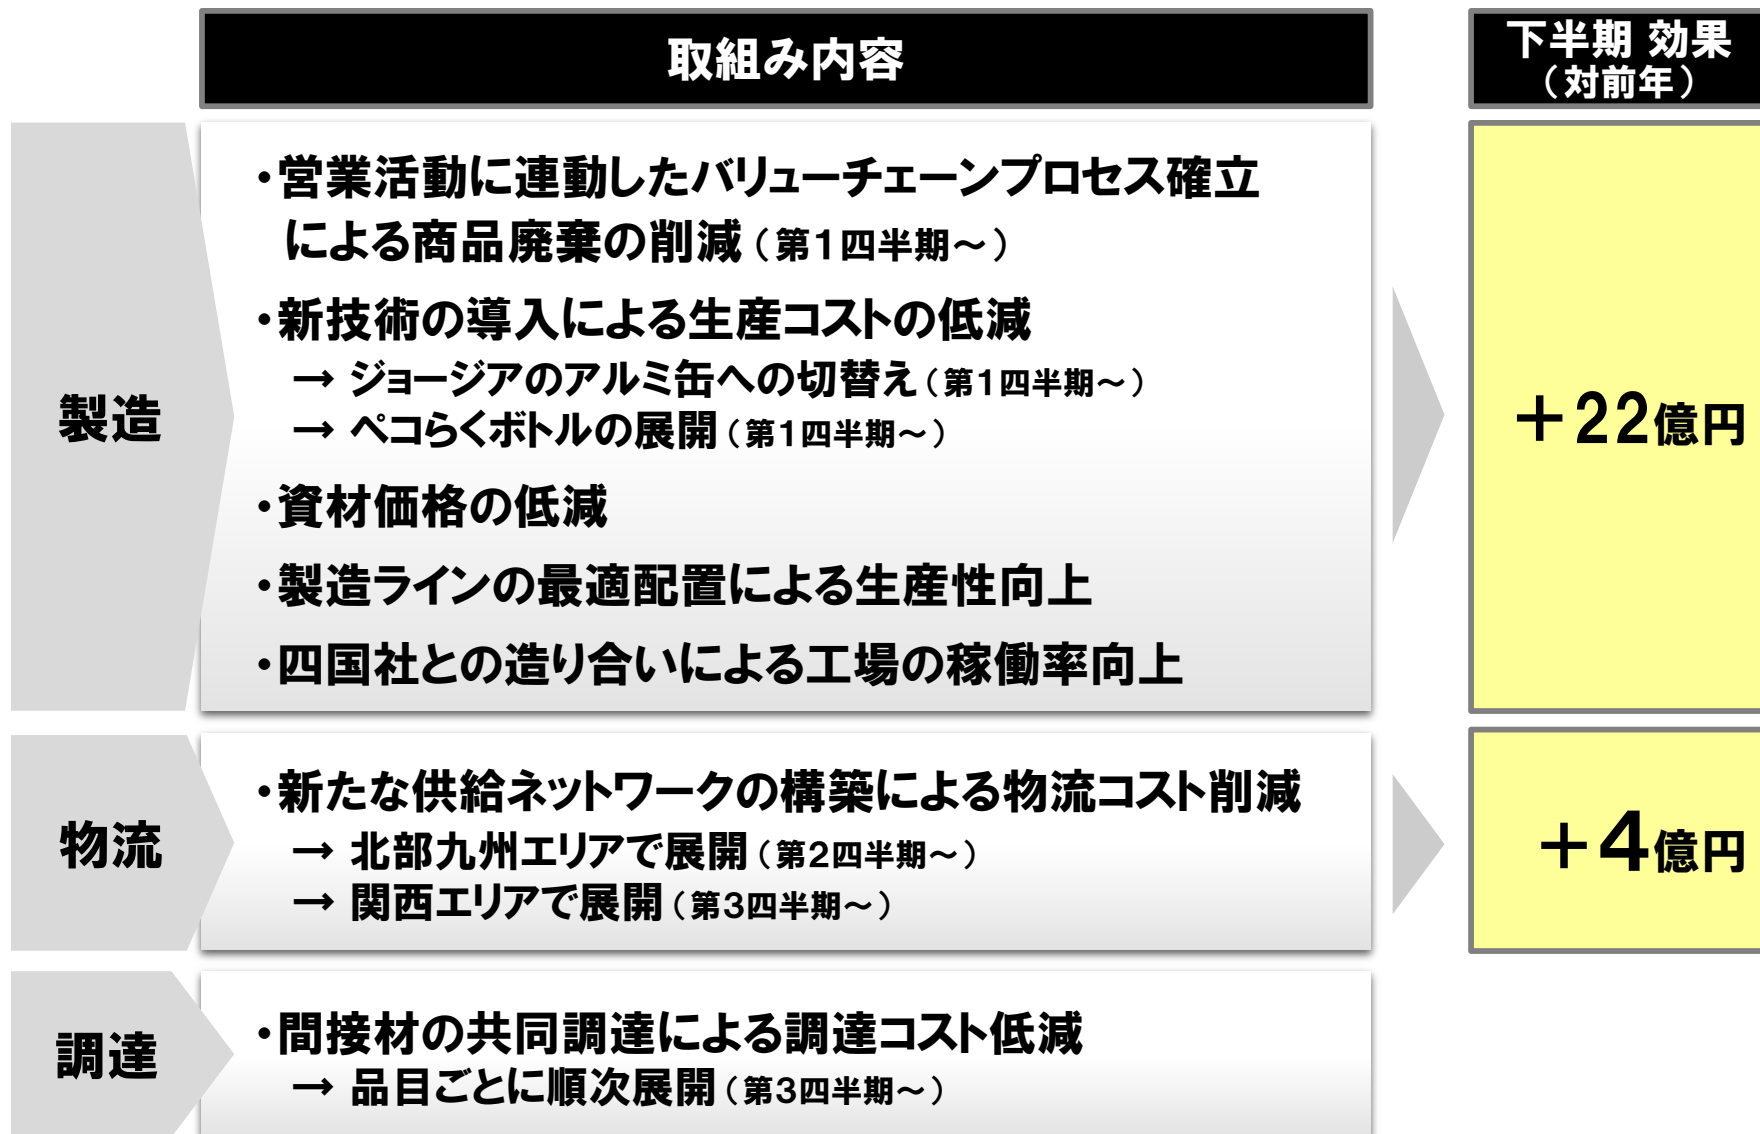 取組み内容
下半期 効果
（対前年）
製造
・営業活動に連動したバリューチェーンプロセス確立
による商品廃棄の削減（第1四半期～）
・新技術の導入による生産コストの低減
→ ジョージアのアルミ缶への切替え（第1四半期～）
→ ペコらくボトルの展開（第1四半期～）
・資材価格の低減
・製造ラインの最適配置による生産性向上
・四国社との造り合いによる工場の稼働率向上
＋22億円
物流
・新たな供給ネットワークの構築による物流コスト削減
→ 北部九州エリアで展開（第2四半期～）
→ 関西エリアで展開（第3四半期～）
＋4億円
調達
・間接材の共同調達による調達コスト低減
→ 品目ごとに順次展開（第3四半期～）